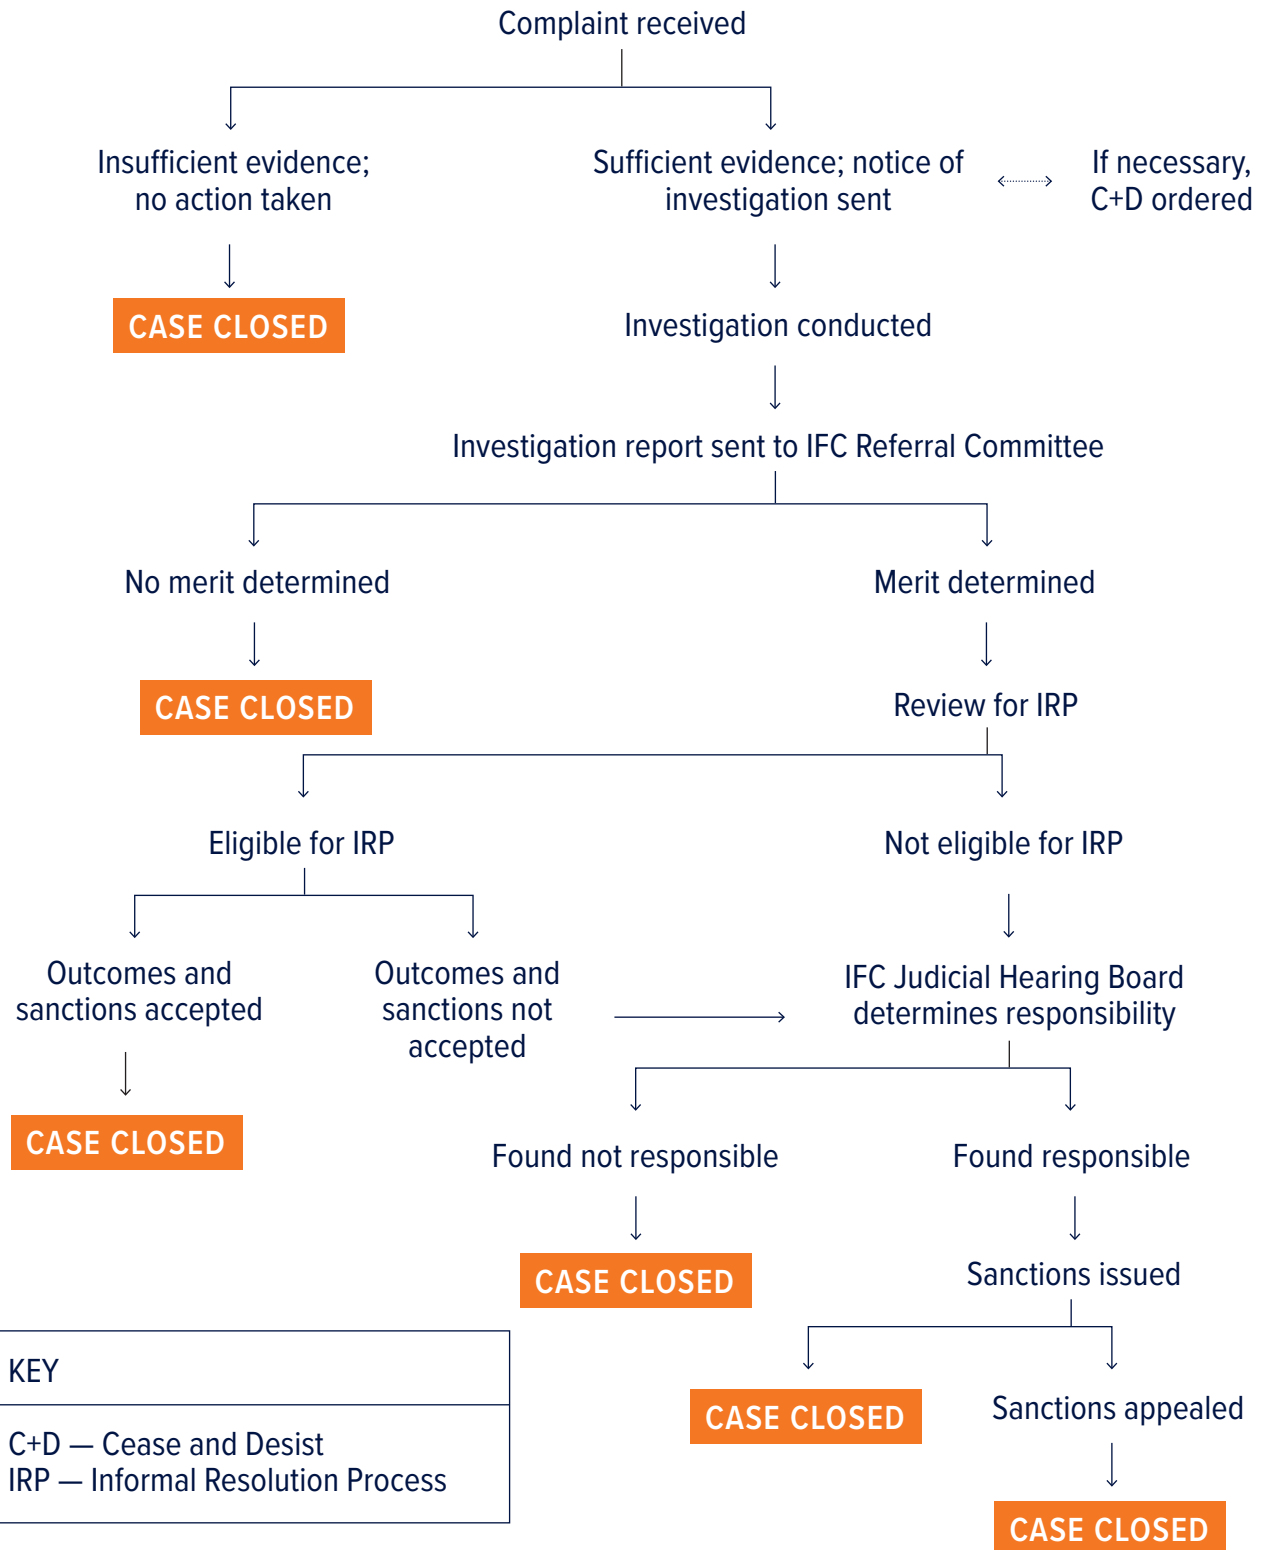 Complaint received
Insufficient evidence;
no action taken
Sufficient evidence; notice of
investigation sent
If necessary,
C+D ordered
CASE CLOSED
Investigation conducted
Investigation report sent to IFC Referral Committee
No merit determined
Merit determined
CASE CLOSED
Review for IRP
Eligible for IRP
Not eligible for IRP
Outcomes and
sanctions accepted
Outcomes and
sanctions not
accepted
IFC Judicial Hearing Board
determines responsibility
CASE CLOSED
Found not responsible
Found responsible
CASE CLOSED
Sanctions issued
CASE CLOSED
Sanctions appealed
CASE CLOSED
KEY
C+D — Cease and Desist
IRP — Informal Resolution Process